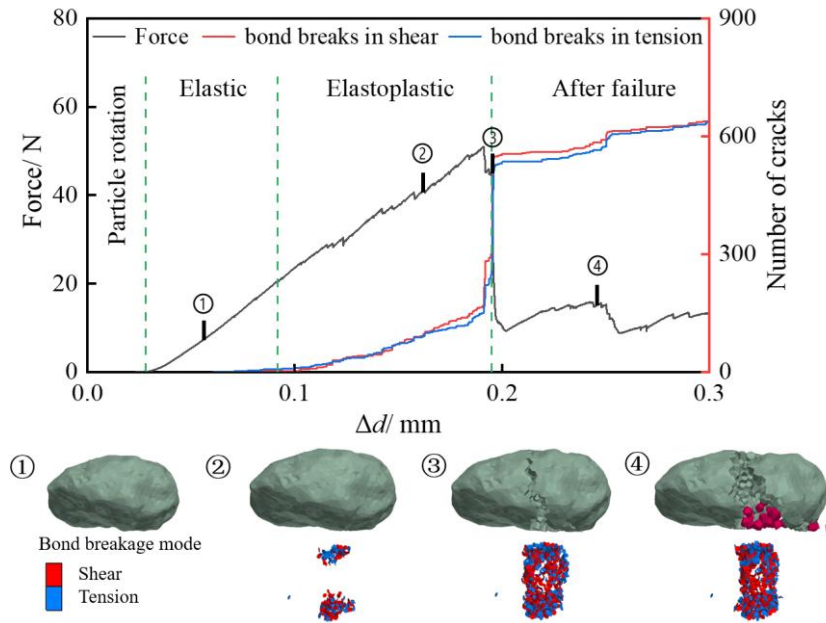 80
900
Force
bond breaks in shear
bond breaks in tension
Elastic
Elastoplastic
After failure
Particle rotation
60
600
40
300
20
0
0
Force/ N
Number of cracks
①
②
③
④
0.0
0.1
0.2
0.3
Δd/ mm
①
②
③
④
Bond breakage mode
Shear
Tension